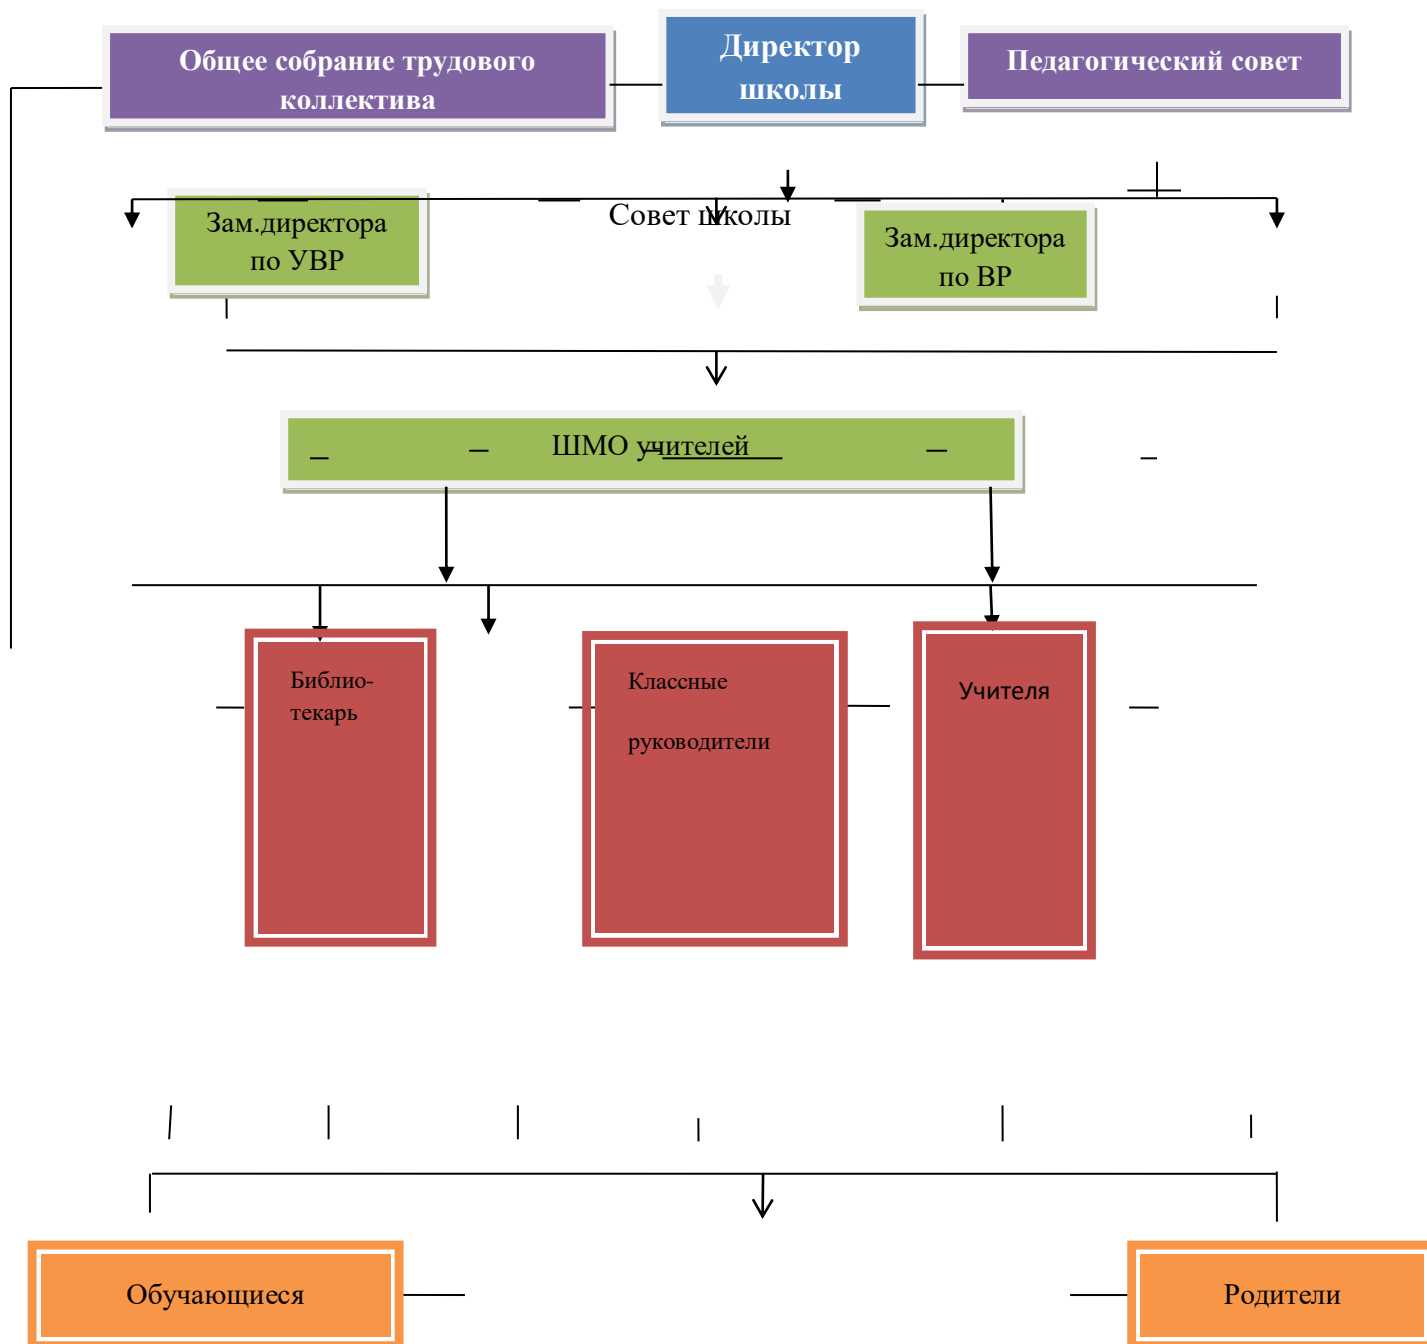 Общее собрание трудового
коллектива
Директор
школы
Педагогический совет
Зам.директора
по УВР
Совет школы
Зам.директора
по ВР
ШМО учителей
Библио-
текарь
Классные
руководители
Учителя
Обучающиеся
Родители